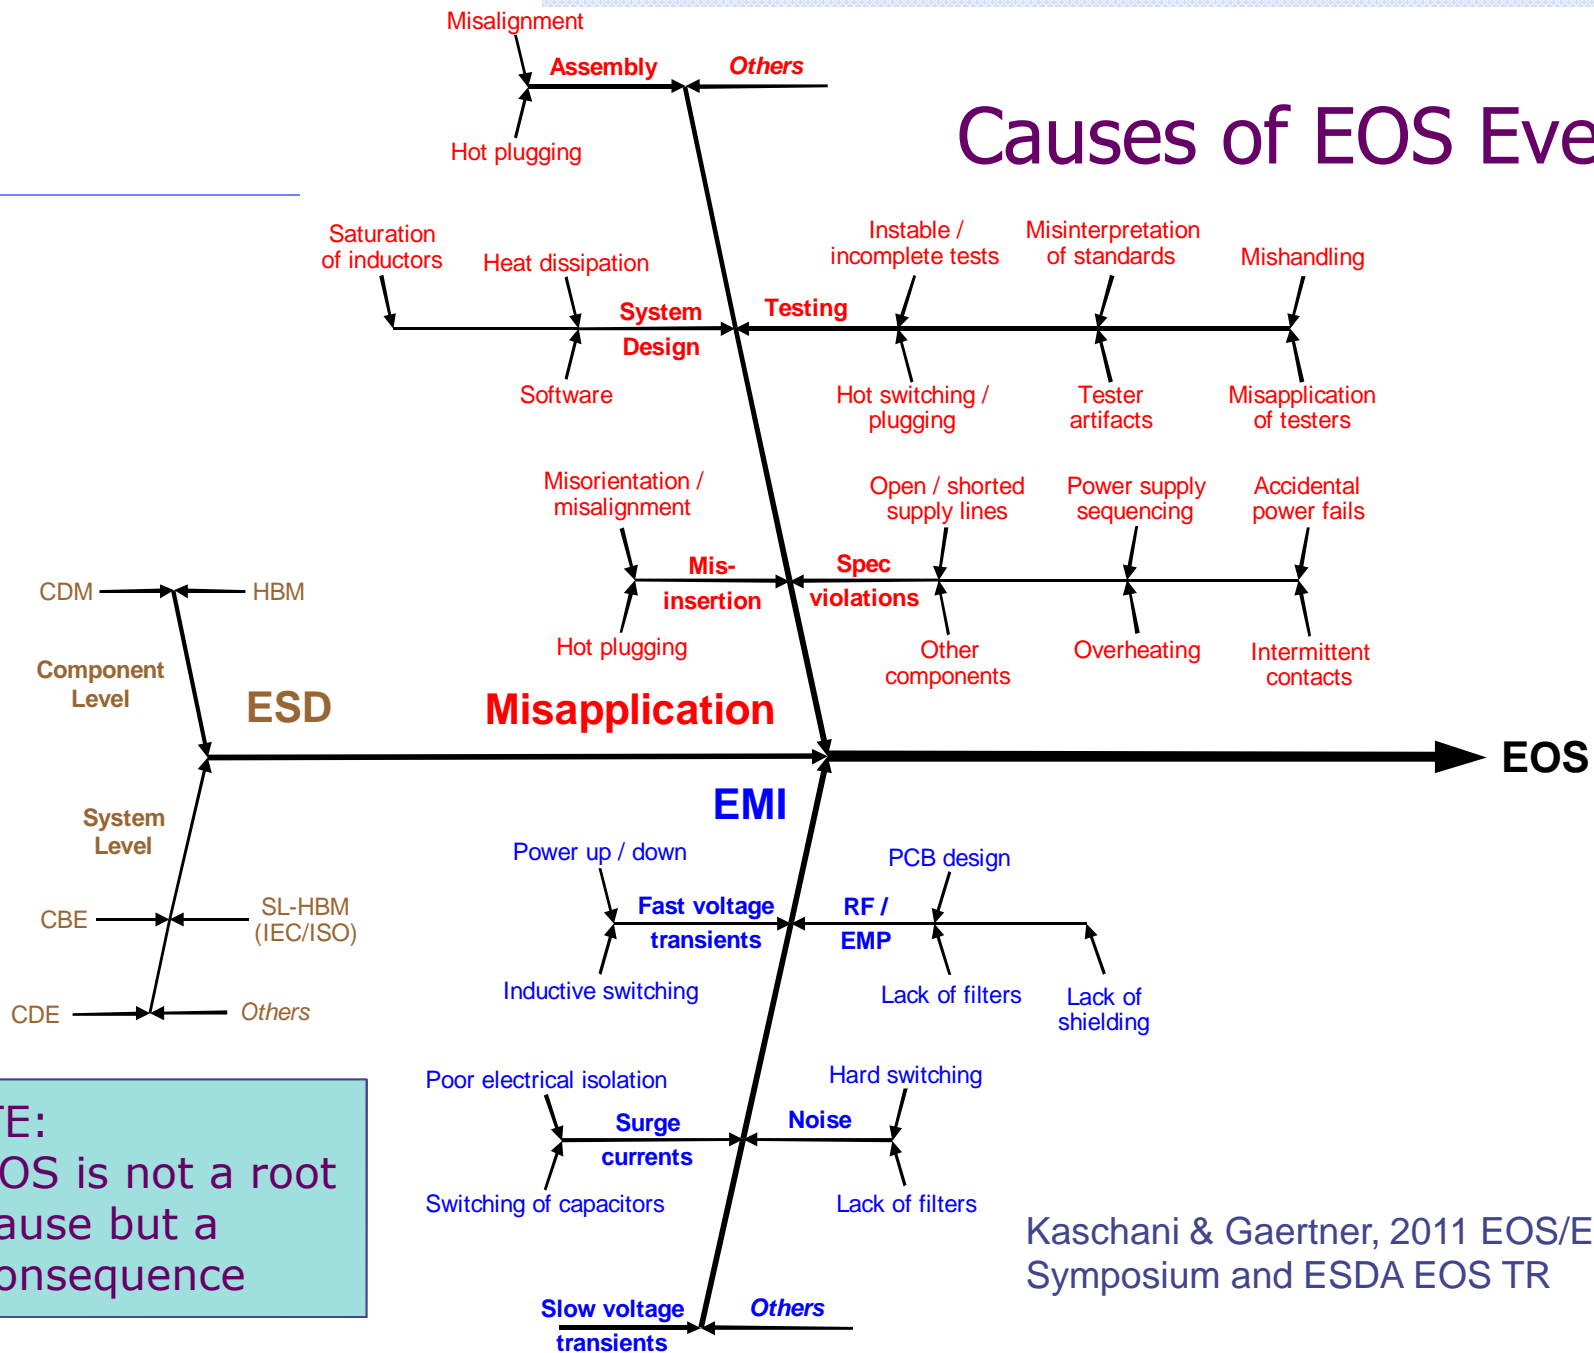 Misalignment
Assembly
Others
Hot plugging
Causes of EOS Eve
Saturation
of inductors
Heat dissipation
System
Design
Software
Testing
Instable /
incomplete tests
Misinterpretation
of standards
Mishandling
Hot switching /
plugging
Tester
artifacts
Misapplication
of testers
Misorientation /
misalignment
Mis-
insertion
Hot plugging
Spec
violations
Open / shorted
supply lines
Power supply
sequencing
Accidental
power fails
Other
components
Overheating
Intermittent
contacts
CDM
HBM
Component
Level
ESD
Misapplication
EOS
System
Level
CBE
SL-HBM
(IEC/ISO)
CDE
Others
EMI
Power up / down
Fast voltage
transients
Inductive switching
RF /
EMP
PCB design
Lack of filters
Lack of
shielding
Poor electrical isolation
Surge
currents
Switching of capacitors
Noise
Hard switching
Lack of filters
Slow voltage
transients
Others
TE:
OS is not a root
ause but a
onsequence
Kaschani & Gaertner, 2011 EOS/E
Symposium and ESDA EOS TR